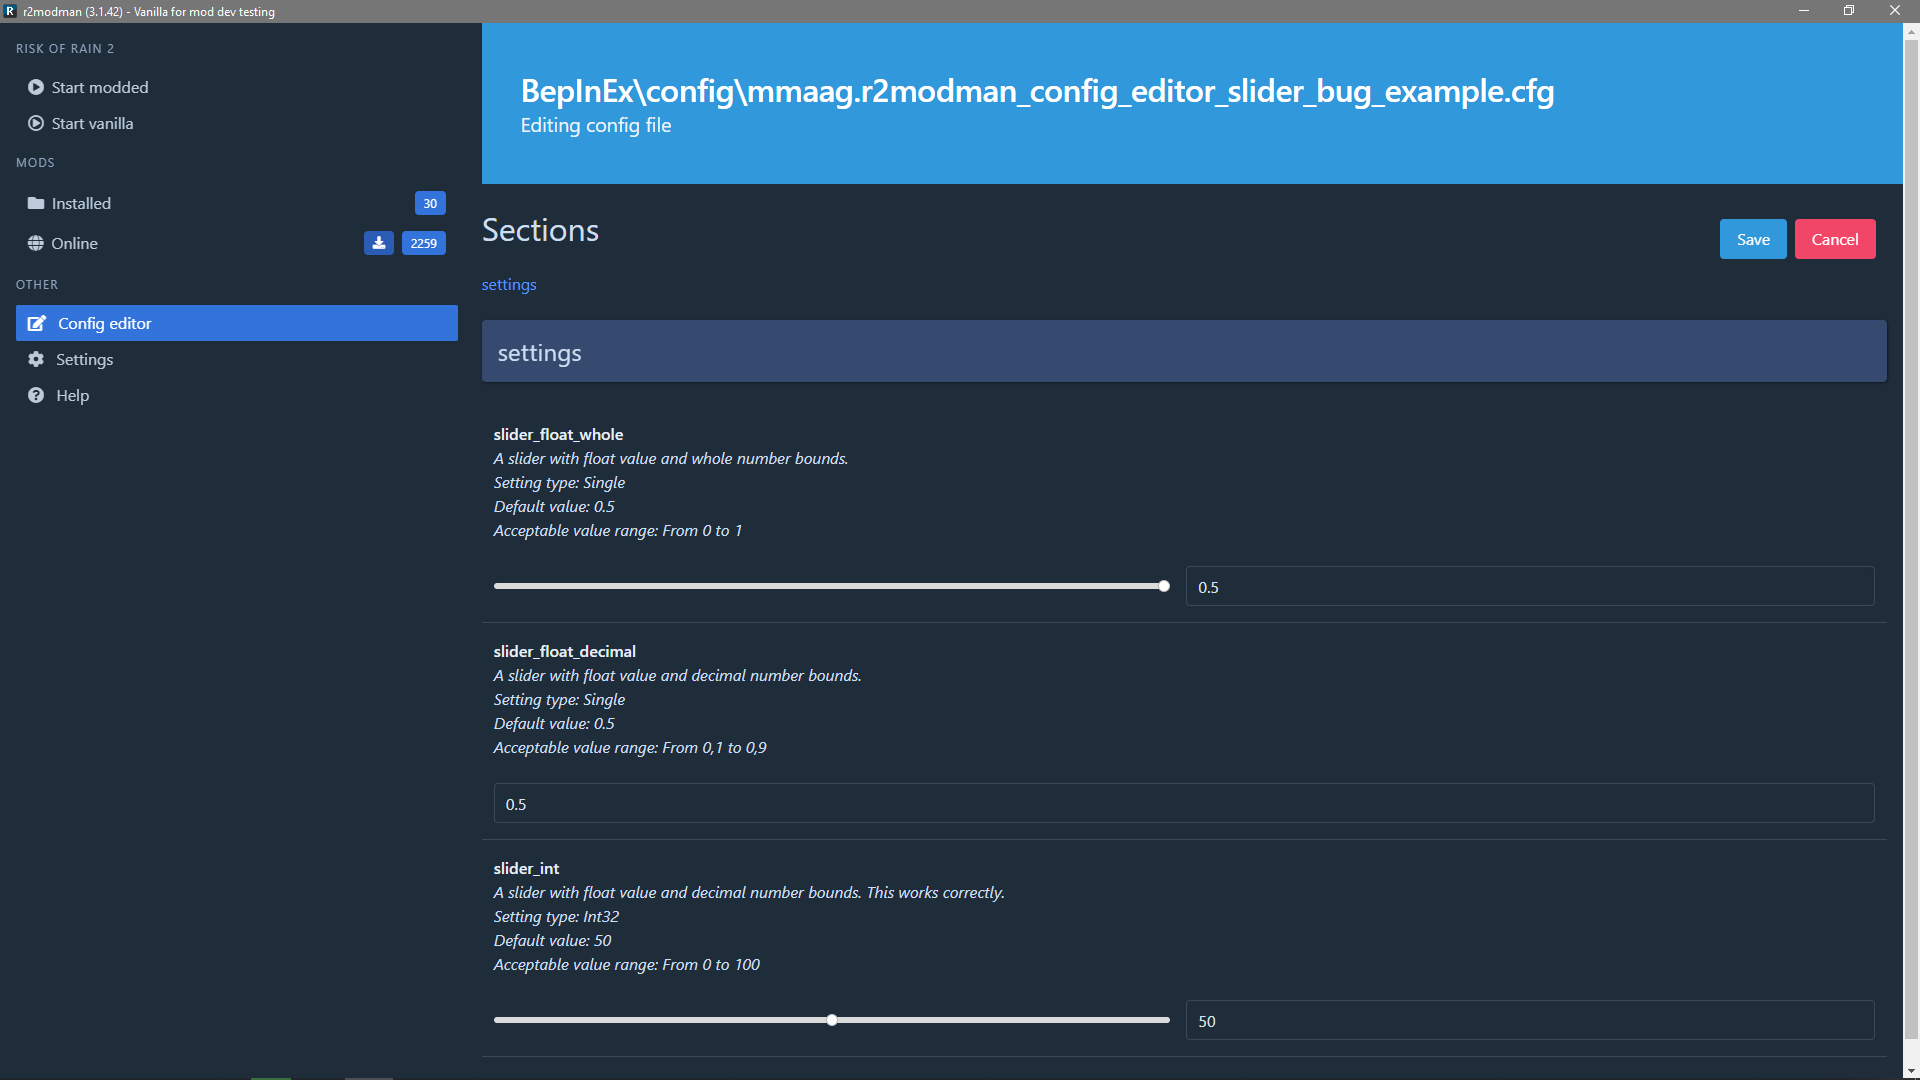 r2modman (3.1.42) - Vanilla for mod dev testing
RISK OF RAIN 2
Start modded
Start vanilla
MODS
Installed 30
Online 2259
OTHER
Config editor
Settings
Help
BepInEx\config\mmaag.r2modman_config_editor_slider_bug_example.cfg
Editing config file
Sections
Save Cancel
settings
settings
slider_float_whole
A slider with float value and whole number bounds.
Setting type: Single
Default value: 0.5
Acceptable value range: From 0 to 1
0.5
slider_float_decimal
A slider with float value and decimal number bounds.
Setting type: Single
Default value: 0.5
Acceptable value range: From 0,1 to 0,9
0.5
slider_int
A slider with float value and decimal number bounds. This works correctly.
Setting type: Int32
Default value: 50
Acceptable value range: From 0 to 100
50